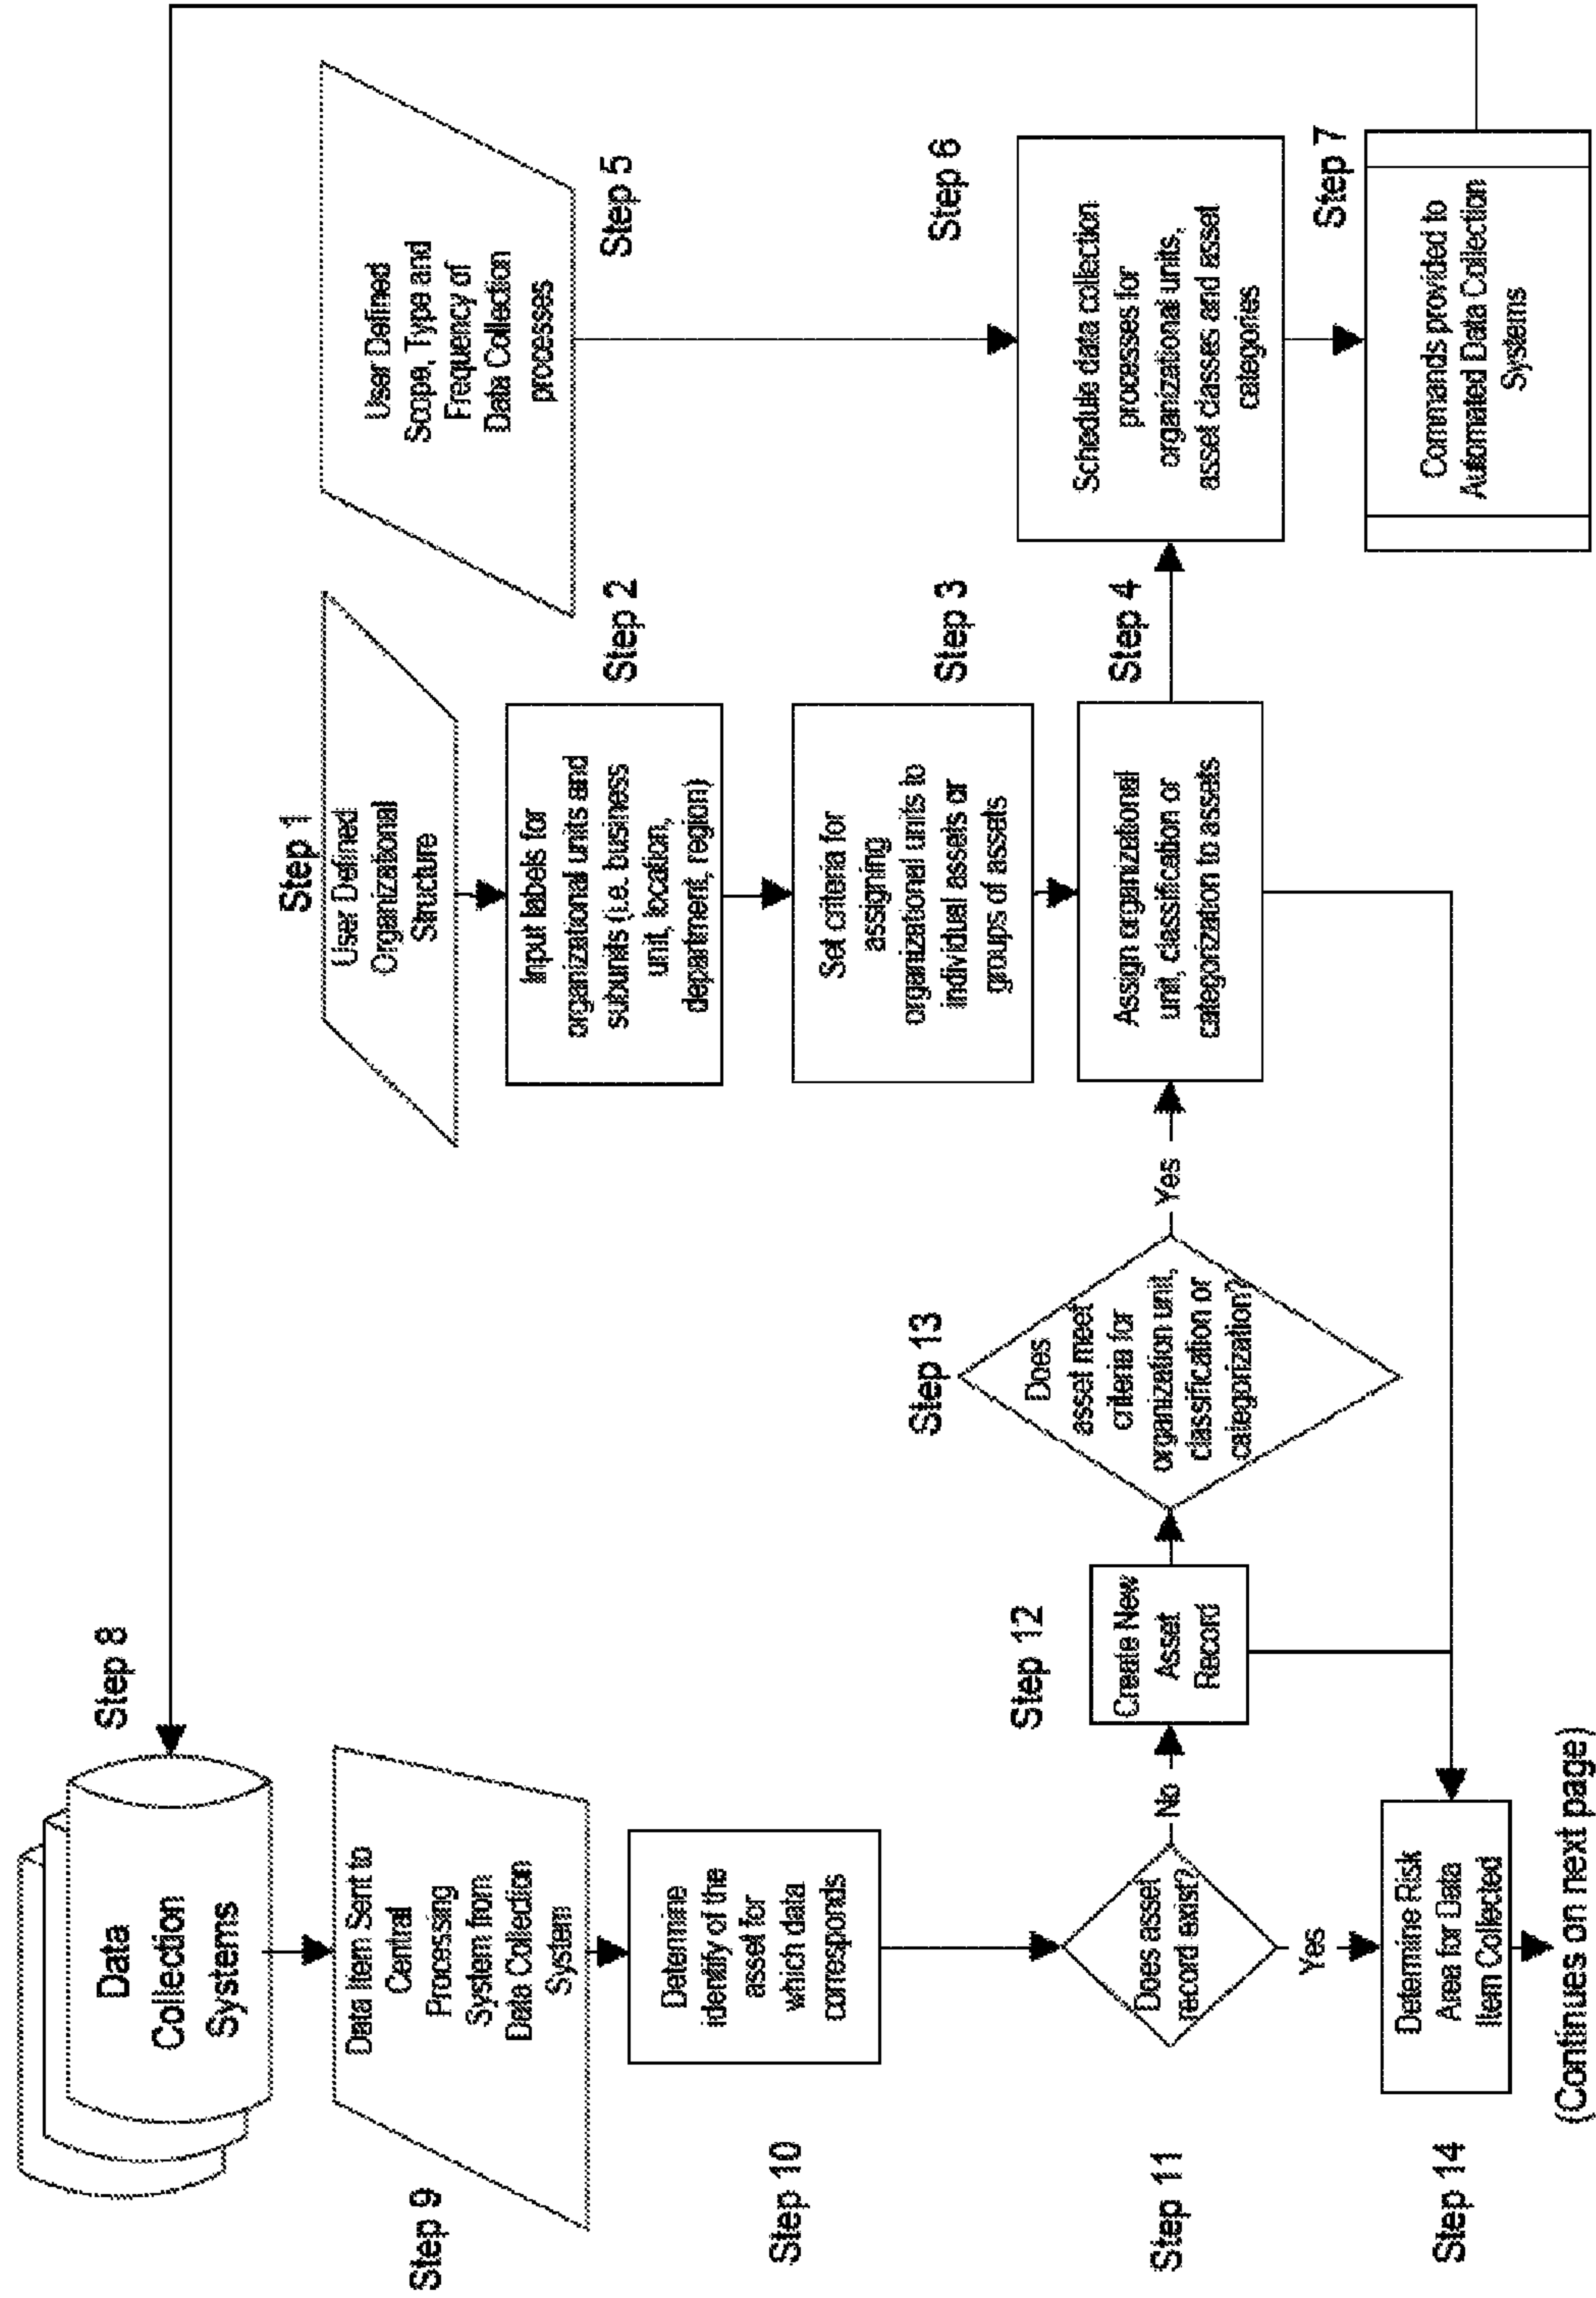 Step 8
Data
Collection
Systems
Step 9
Data Item Sent to
Central
Processing
System from
Data Collection
System
Step 10
Determine
identify of the
asset for
which data
corresponds
Step 11
Does asset
record exist?
No
Yes
Step 12
Create New
Asset
Record
Step 13
Does
asset meet
criteria for
organization unit,
classification or
categorization?
Yes
Step 14
Determine Risk
Area for Data
Item Collected
(Continues on next page)
Step 1
User Defined
Organizational
Structure
Step 2
Input labels for
organizational units and
subunits (i.e. business
unit, location,
department, region)
Step 3
Set criteria for
assigning
organizational units to
individual assets or
groups of assets
Step 4
Assign organizational
unit, classification or
categorization to assets
Step 5
User Defined
Scope, Type and
Frequency of
Data Collection
processes
Step 6
Schedule data collection
processes for
organizational units,
asset classes and asset
categories
Step 7
Commands provided to
Automated Data Collection
Systems